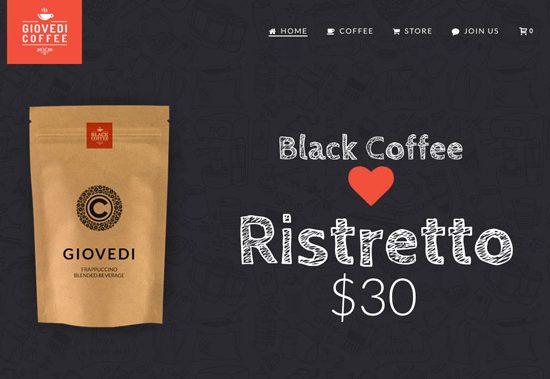 GIOVEDI
COFFEE
HOME
COFFEE
STORE
JOIN US
0
Black Coffee
Ristretto
$30
BLACK
COFFEE
C
GIOVEDI
FRAPPUCCINO
BLENDED BEVERAGE